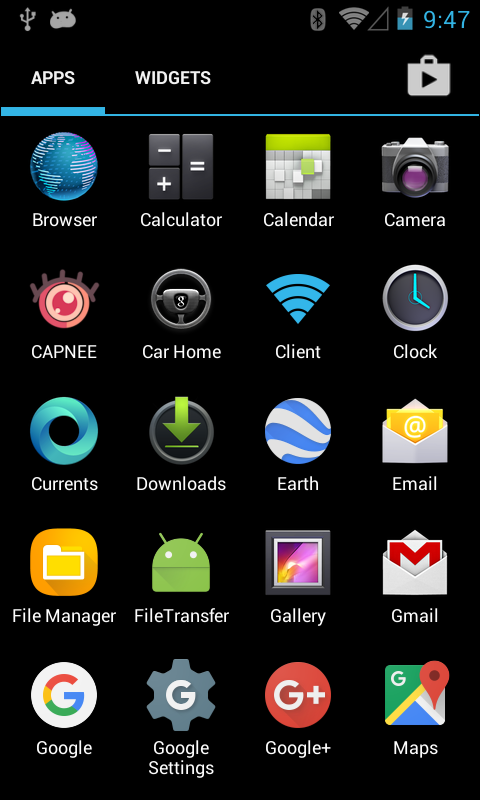 9:47
APPS WIDGETS
Browser Calculator Calendar Camera
CAPNEE Car Home Client Clock
Currents Downloads Earth Email
File Manager FileTransfer Gallery Gmail
Google Google Settings Google+ Maps